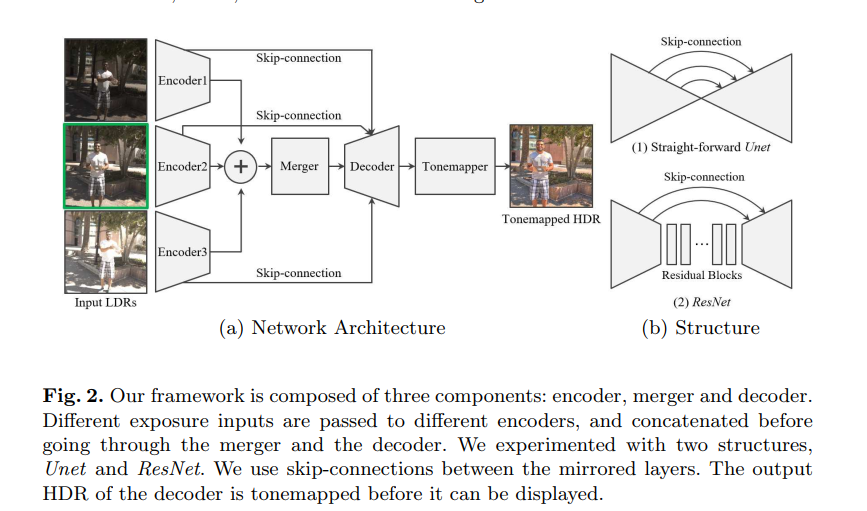 Skip-connection
Encoder1
Skip-connection
Encoder2
+
Merger
Decoder
Tonemapper
Tonemapped HDR
Encoder3
Skip-connection
Input LDRs
(a) Network Architecture
Skip-connection
(1) Straight-forward Unet
Skip-connection
...
Residual Blocks
(2) ResNet
(b) Structure
Fig. 2. Our framework is composed of three components: encoder, merger and decoder.
Different exposure inputs are passed to different encoders, and concatenated before
going through the merger and the decoder. We experimented with two structures,
Unet and ResNet. We use skip-connections between the mirrored layers. The output
HDR of the decoder is tonemapped before it can be displayed.